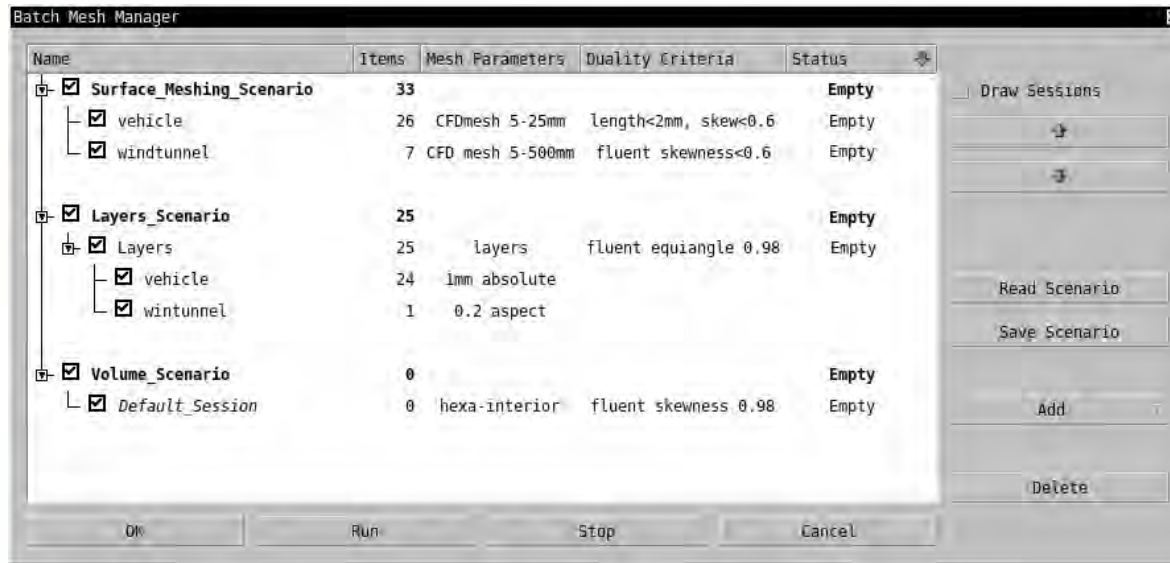 Batch Mesh Manager
Name Items Mesh Parameters Quality Criteria Status
Surface_Meshing_Scenario 33 Empty
vehicle 26 CFDmesh 5-25mm length<2mm, skew<0.6 Empty
windtunnel 7 CFD mesh 5-500mm fluent skewness<0.6 Empty
Layers_Scenario 25 Empty
Layers 25 layers fluent equiangle 0.98 Empty
vehicle 24 1mm absolute
wintunnel 1 0.2 aspect
Volume_Scenario 0 Empty
Default_Session 0 hexa-interior fluent skewness 0.98 Empty
Draw Sessions
Read Scenario
Save Scenario
Add
Delete
OK Run Stop Cancel